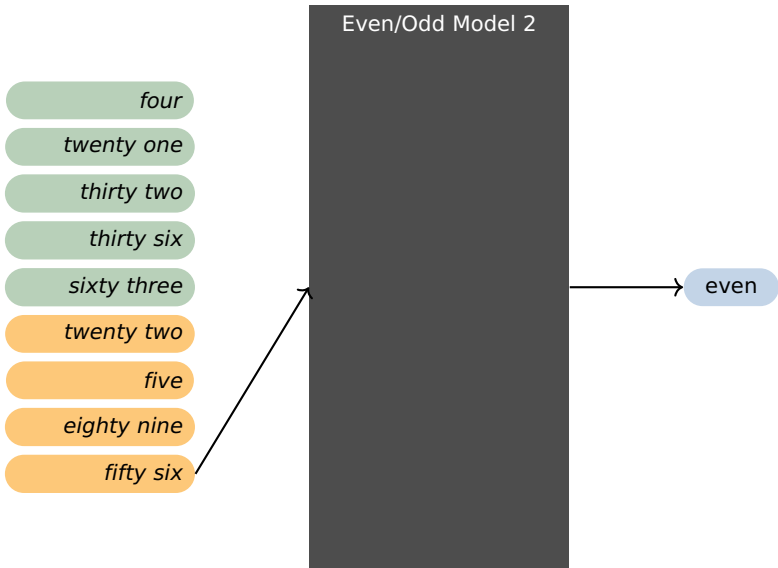 Even/Odd Model 2
four
twenty one
thirty two
thirty six
sixty three
twenty two
five
eighty nine
fifty six
even